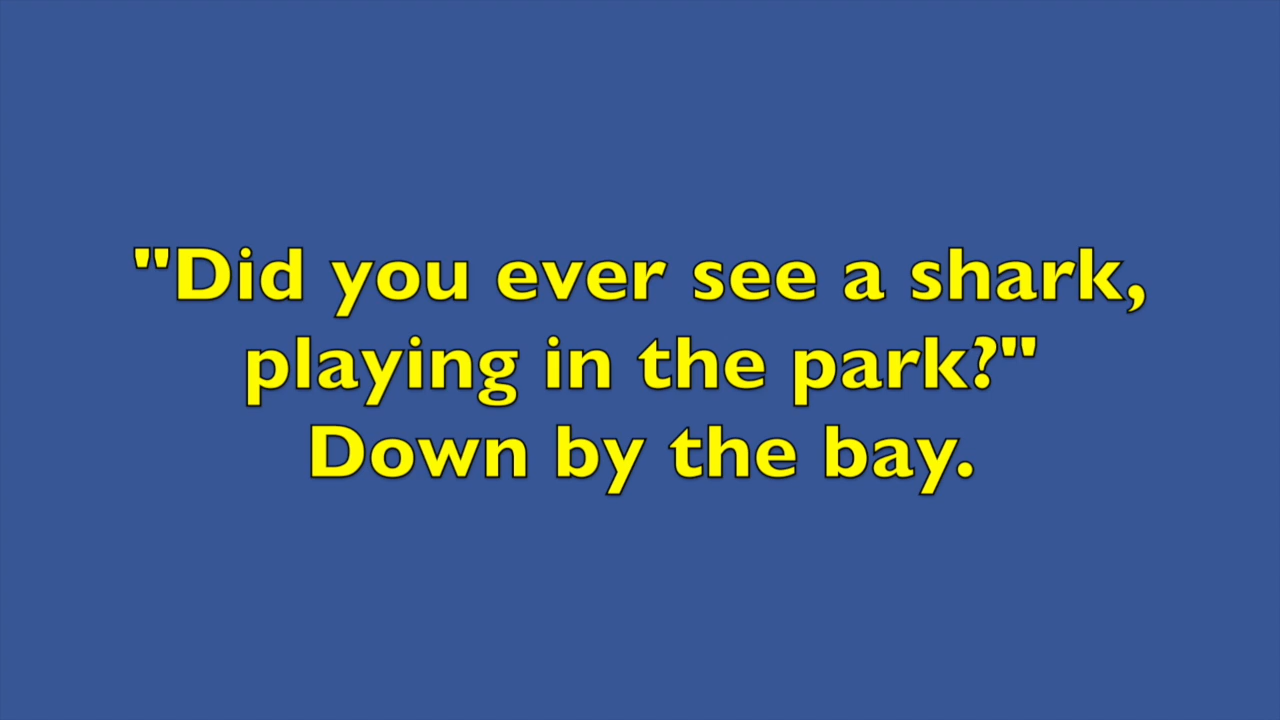 "Did you ever see a shark,
playing in the park?"
Down by the bay.